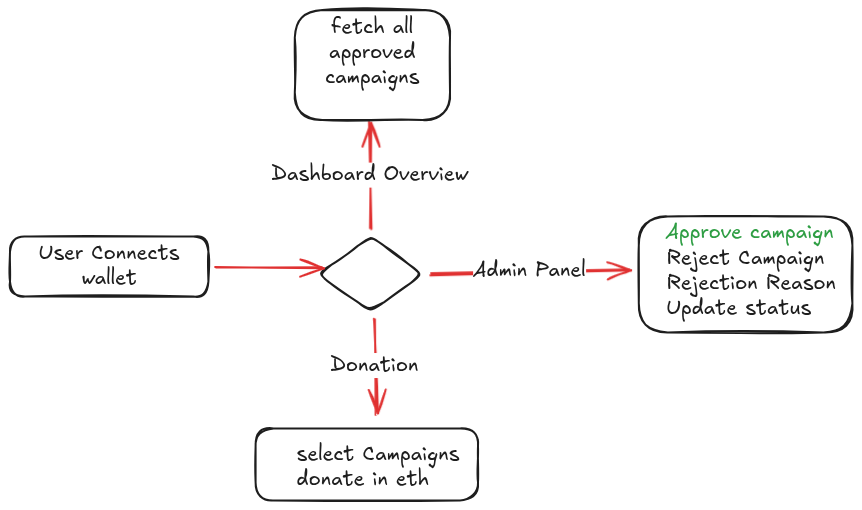 fetch all
approved
campaigns
Dashboard Overview
User Connects
wallet
Admin Panel
Approve campaign
Reject Campaign
Rejection Reason
Update status
Donation
select Campaigns
donate in eth